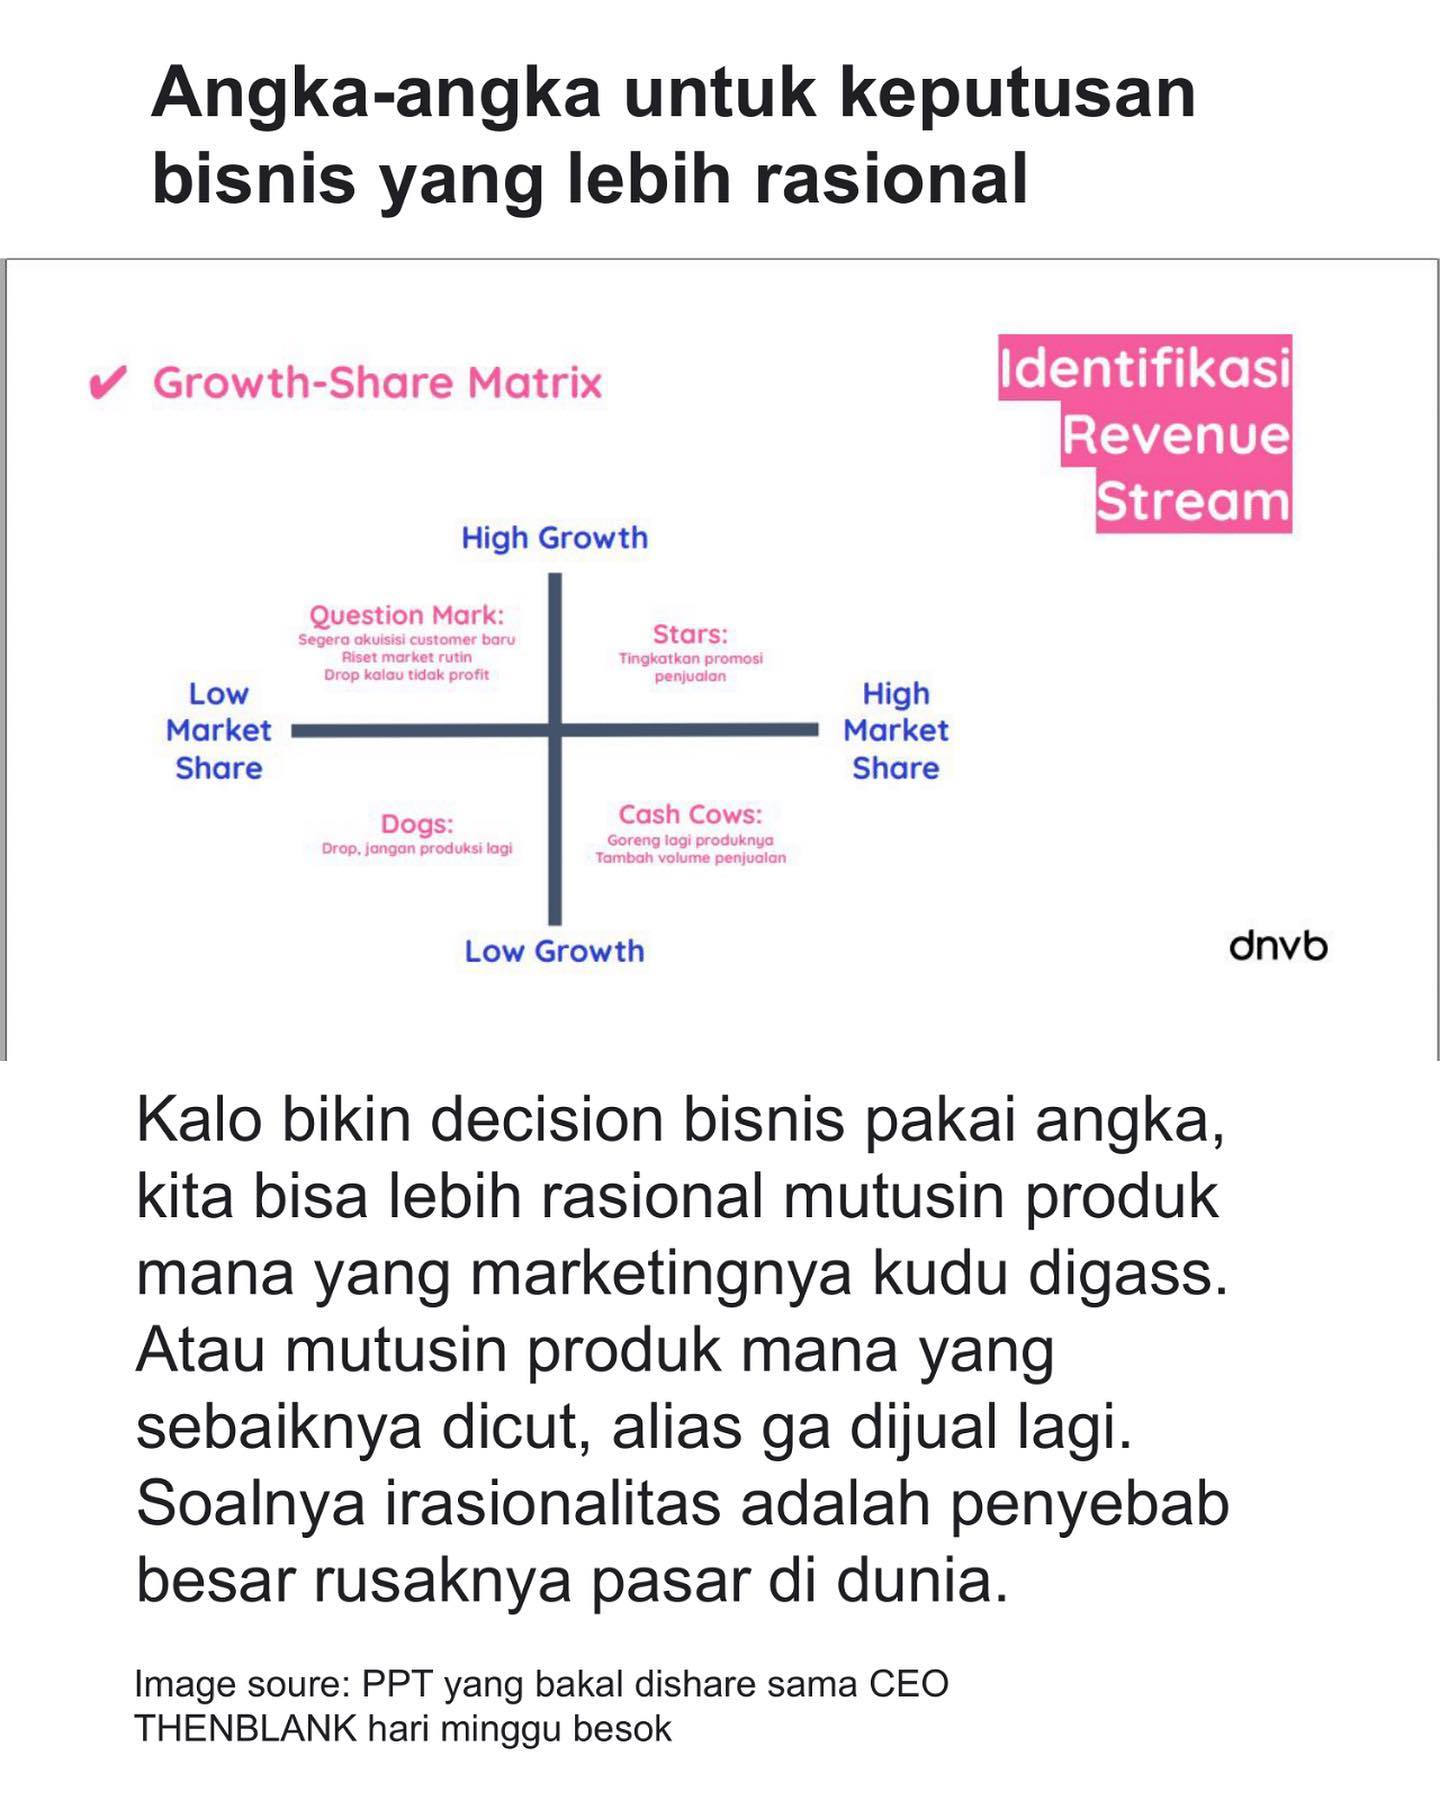 Angka-angka untuk keputusan
bisnis yang lebih rasional
✔ Growth-Share Matrix
Identifikasi
Revenue
Stream
High Growth
Question Mark:
Segera akuisisi customer baru
Riset market rutin
Drop kalau tidak profit
Stars:
Tingkatkan promosi
penjualan
Low
Market
Share
High
Market
Share
Dogs:
Drop, jangan produksi lagi
Cash Cows:
Goreng lagi produknya
Tambah volume penjualan
Low Growth
dnvb
Kalo bikin decision bisnis pakai angka,
kita bisa lebih rasional mutusin produk
mana yang marketingnya kudu digass.
Atau mutusin produk mana yang
sebaiknya dicut, alias ga dijual lagi.
Soalnya irasionalitas adalah penyebab
besar rusaknya pasar di dunia.
Image soure: PPT yang bakal dishare sama CEO
THENBLANK hari minggu besok